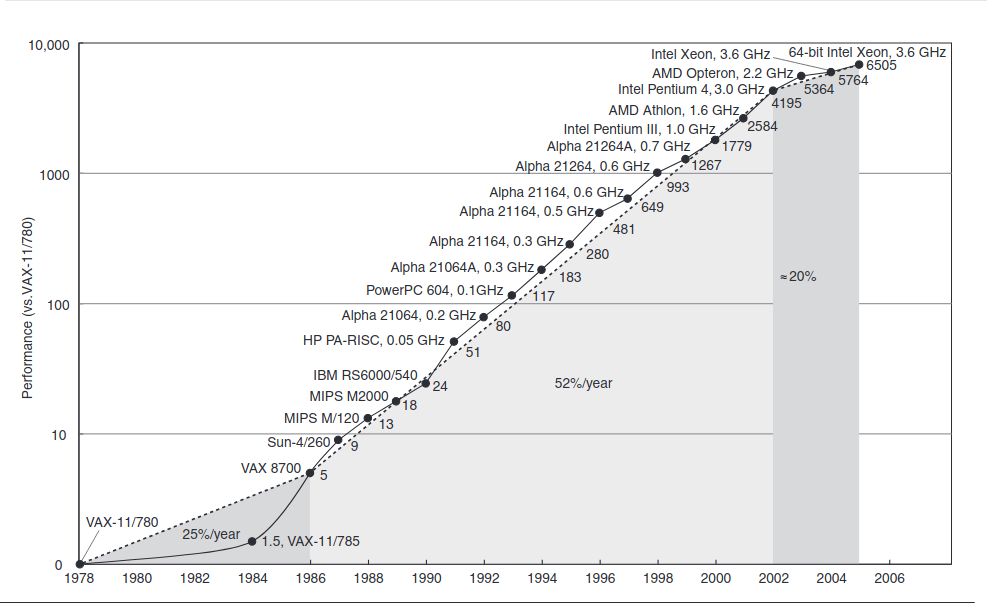 10,000
1000
100
10
0
Performance (vs.VAX-11/780)
Intel Xeon, 3.6 GHz
64-bit Intel Xeon, 3.6 GHz
6505
AMD Opteron, 2.2 GHz
5764
Intel Pentium 4,3.0 GHz
5364
4195
AMD Athlon, 1.6 GHz
2584
Intel Pentium III, 1.0 GHz
1779
Alpha 21264A, 0.7 GHz
1267
Alpha 21264, 0.6 GHz
993
Alpha 21164, 0.6 GHz
649
Alpha 21164, 0.5 GHz
481
Alpha 21164, 0.3 GHz
280
Alpha 21064A, 0.3 GHz
183
PowerPC 604, 0.1GHz
117
Alpha 21064, 0.2 GHz
80
HP PA-RISC, 0.05 GHz
51
IBM RS6000/540
24
MIPS M2000
18
MIPS M/120
13
Sun-4/260
9
VAX 8700
5
VAX-11/780
25%/year
1.5, VAX-11/785
52%/year
≈20%
1978 1980 1982 1984 1986 1988 1990 1992 1994 1996 1998 2000 2002 2004 2006